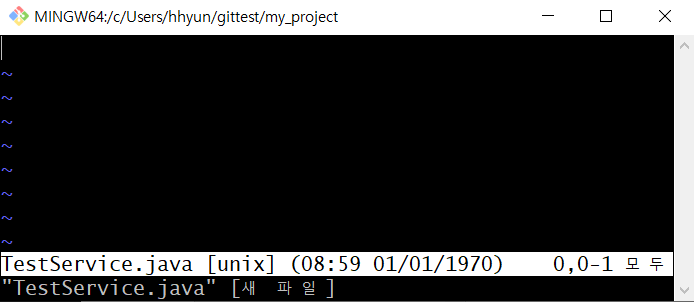 MINGW64:/c/Users/hhyun/gittest/my_project
~
~
~
~
~
~
~
~
TestService.java [unix] (08:59 01/01/1970) 0,0-1 모두
"TestService.java" [새 파일]